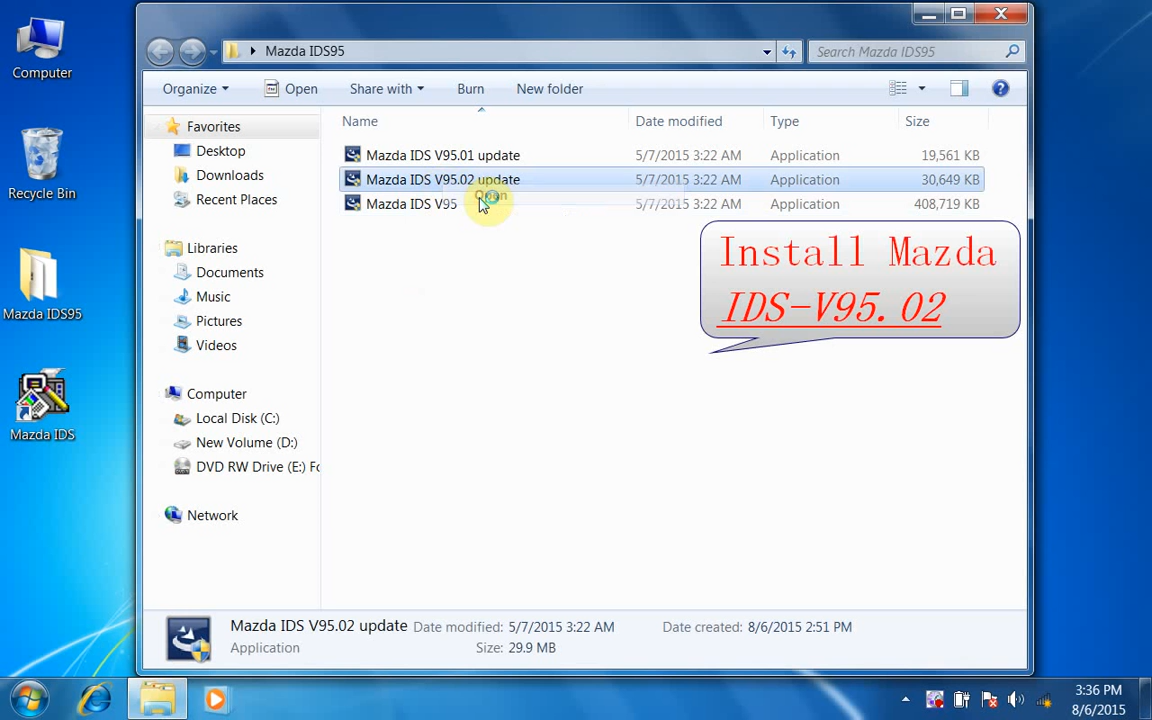 Computer
Recycle Bin
Mazda IDS95
Mazda IDS
Mazda IDS95
Search Mazda IDS95
Organize
Open
Share with
Burn
New folder
Favorites
Desktop
Downloads
Recent Places
Libraries
Documents
Music
Pictures
Videos
Computer
Local Disk (C:)
New Volume (D:)
DVD RW Drive (E:) Fo
Network
Name Date modified Type Size
Mazda IDS V95.01 update 5/7/2015 3:22 AM Application 19,561 KB
Mazda IDS V95.02 update 5/7/2015 3:22 AM Application 30,649 KB
Open
Mazda IDS V95 5/7/2015 3:22 AM Application 408,719 KB
Install Mazda
IDS-V95.02
Mazda IDS V95.02 update Date modified: 5/7/2015 3:22 AM Date created: 8/6/2015 2:51 PM
Application Size: 29.9 MB
3:36 PM
8/6/2015